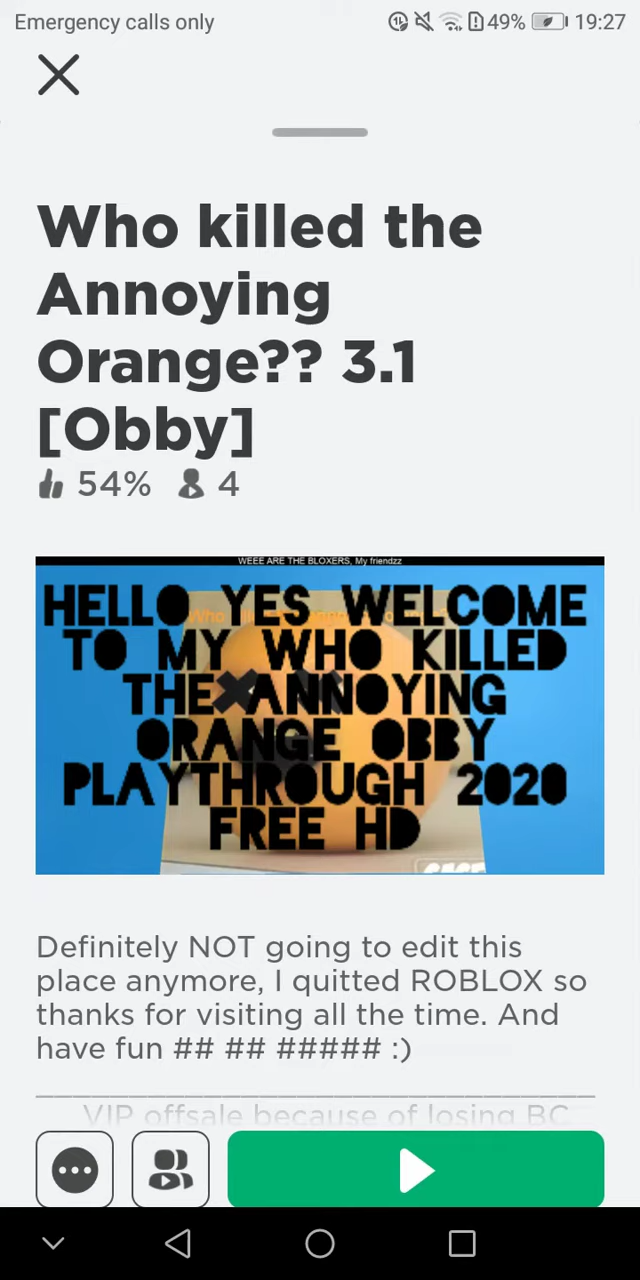 Emergency calls only
49%
19:27
Who killed the
Annoying
Orange?? 3.1
[Obby]
54% 4
WEEE ARE THE BLOXERS, My friendzz
HELLO YES WELCOME
TO MY WHO KILLED
THE ANNOYING
ORANGE OBBY
PLAYTHROUGH 2020
FREE HD
Definitely NOT going to edit this
place anymore, I quitted ROBLOX so
thanks for visiting all the time. And
have fun ## ## ##### :)
VIP offsale because of losing BC